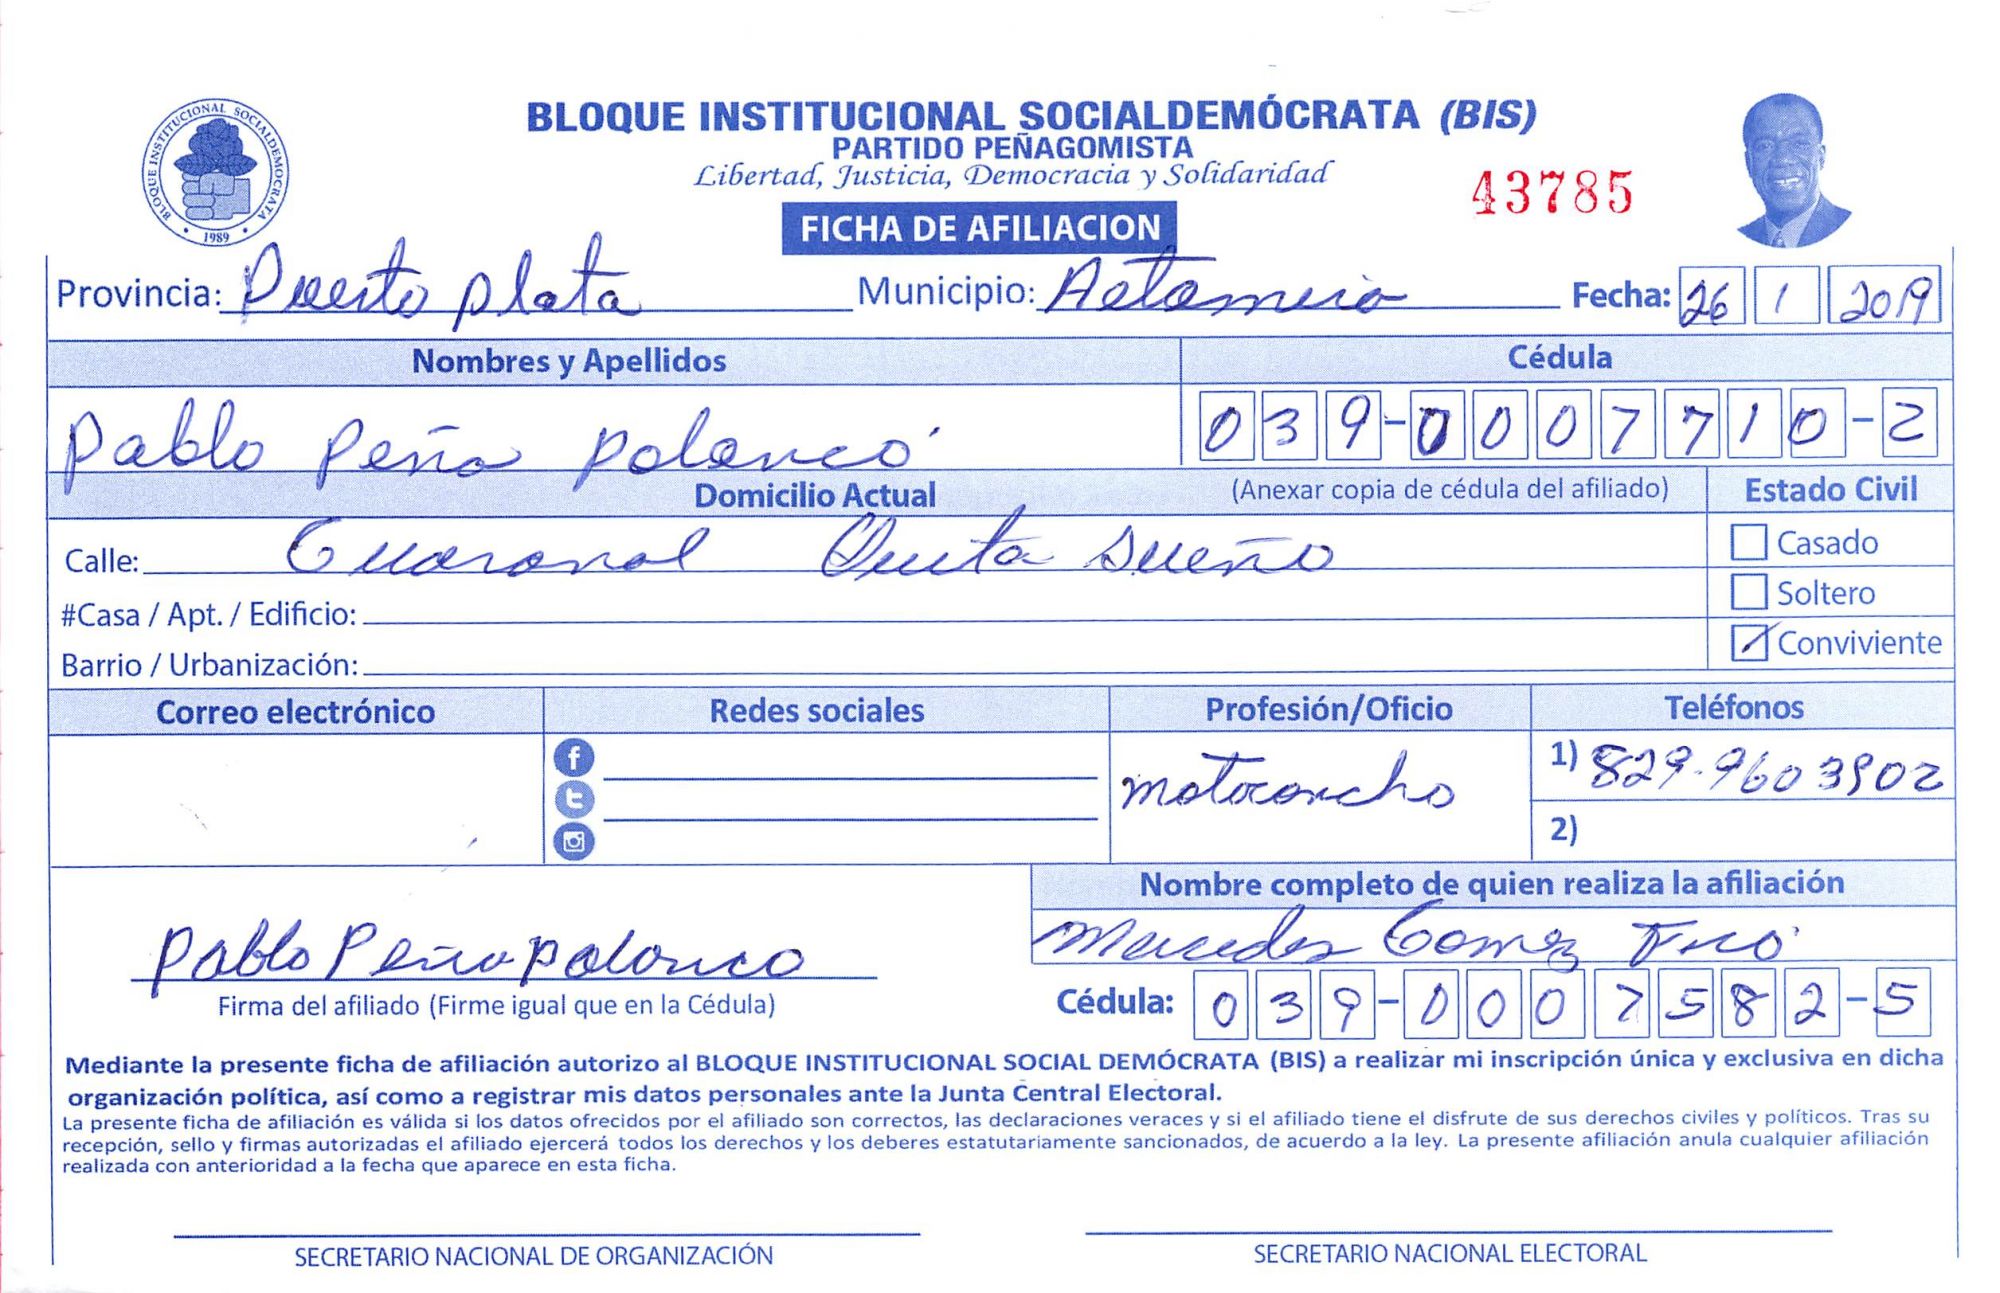 BLOQUE INSTITUCIONAL SOCIALDEMÓCRATA (BIS)
PARTIDO PEÑAGOMISTA
Libertad, Justicia, Democracia y Solidaridad
BLOQUE INSTITUCIONAL SOCIALDEMOCRATA
1989
43785
FICHA DE AFILIACION
Provincia: Puerto plata Municipio: Fecha: 26 1 2019
Nombres y Apellidos Cédula
Pablo Peña Polanco 039-0007710-2
Domicilio Actual (Anexar copia de cédula del afiliado) Estado Civil
Calle: Guaranal Quita Sueño Casado
#Casa / Apt. / Edificio: Soltero
Barrio / Urbanización: Conviviente
Correo electrónico Redes sociales Profesión/Oficio Teléfonos
motoconcho 1) 829-9603902
2)
Nombre completo de quien realiza la afiliación
Mercedes Gomez
Pablo Peña Polanco
Firma del afiliado (Firme igual que en la Cédula) Cédula: 039-0007582-5
Mediante la presente ficha de afiliación autorizo al BLOQUE INSTITUCIONAL SOCIAL DEMÓCRATA (BIS) a realizar mi inscripción única y exclusiva en dicha
organización política, así como a registrar mis datos personales ante la Junta Central Electoral.
La presente ficha de afiliación es válida si los datos ofrecidos por el afiliado son correctos, las declaraciones veraces y si el afiliado tiene el disfrute de sus derechos civiles y políticos. Tras su
recepción, sello y firmas autorizadas el afiliado ejercerá todos los derechos y los deberes estatutariamente sancionados, de acuerdo a la ley. La presente afiliación anula cualquier afiliación
realizada con anterioridad a la fecha que aparece en esta ficha.
SECRETARIO NACIONAL DE ORGANIZACIÓN SECRETARIO NACIONAL ELECTORAL